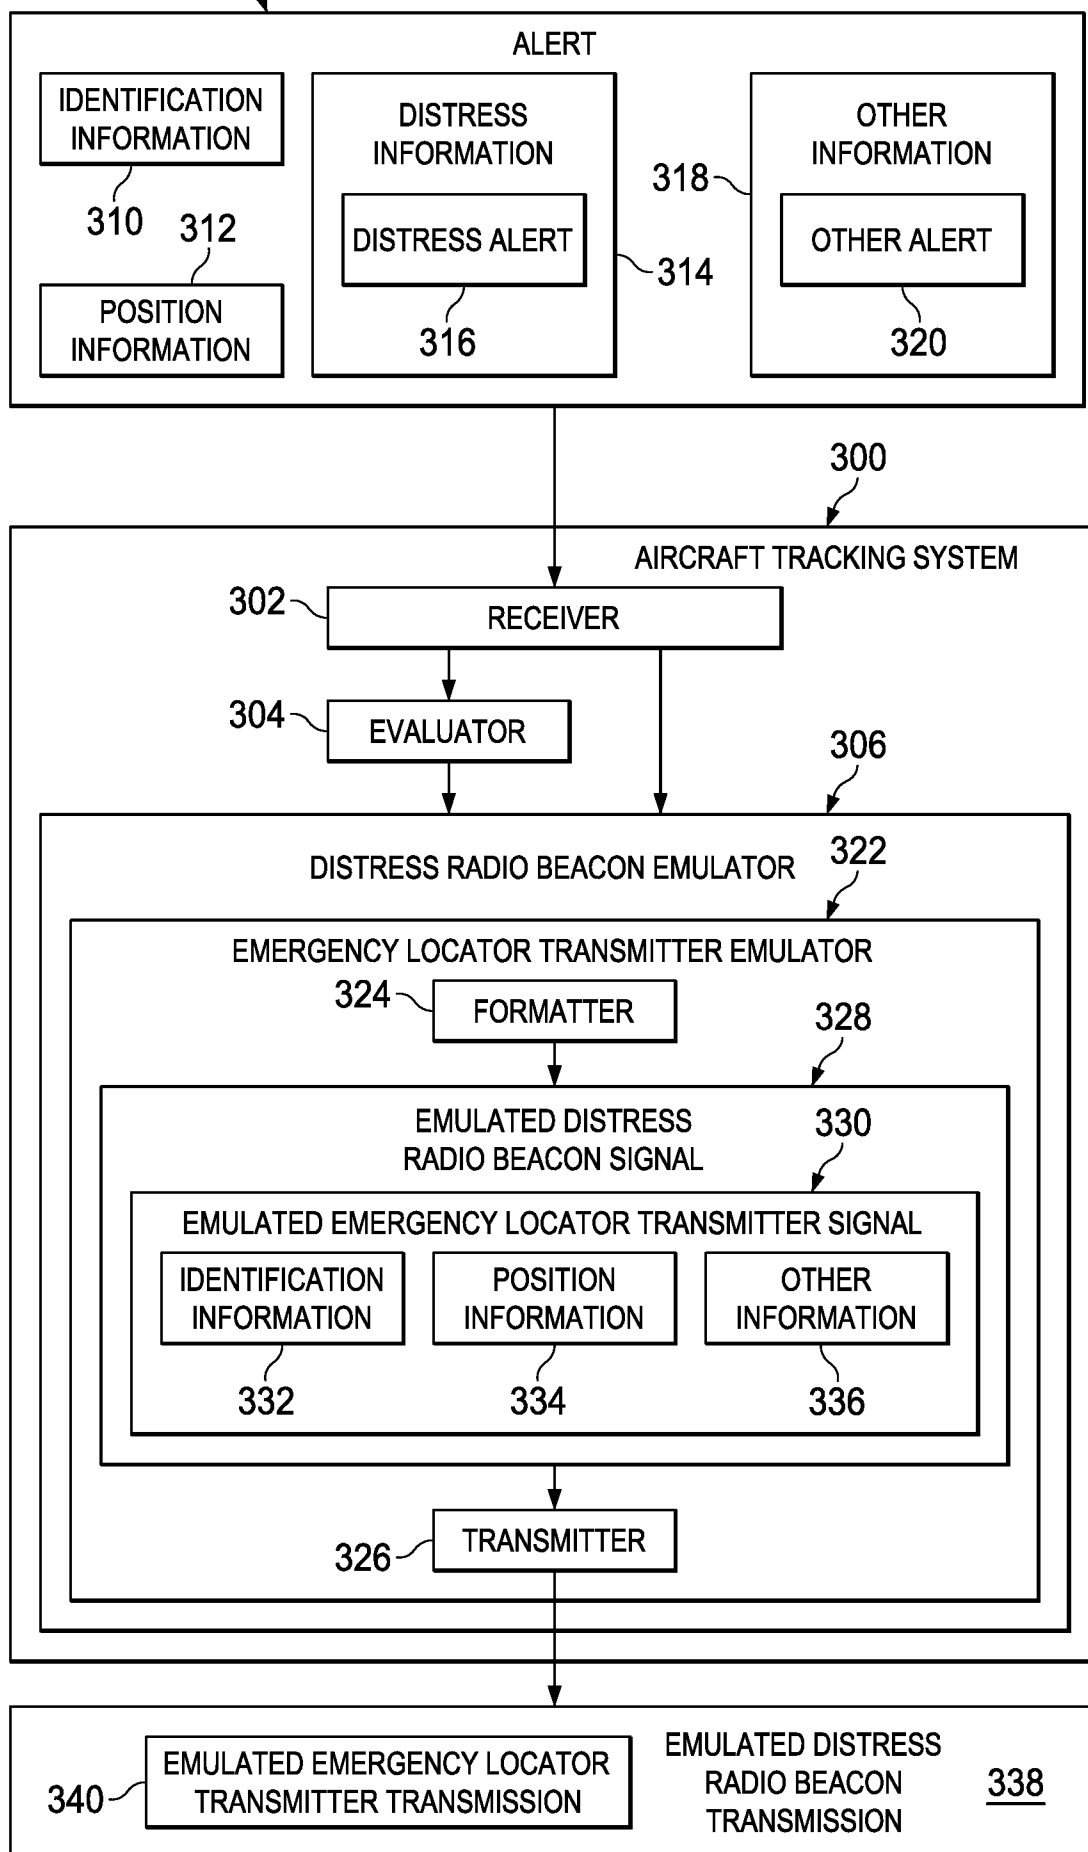 ALERT
IDENTIFICATION
INFORMATION
310
312
POSITION
INFORMATION
DISTRESS
INFORMATION
DISTRESS ALERT
316
314
OTHER
INFORMATION
318
OTHER ALERT
320
300
AIRCRAFT TRACKING SYSTEM
302
RECEIVER
304
EVALUATOR
306
DISTRESS RADIO BEACON EMULATOR
322
EMERGENCY LOCATOR TRANSMITTER EMULATOR
324
FORMATTER
328
EMULATED DISTRESS
RADIO BEACON SIGNAL
330
EMULATED EMERGENCY LOCATOR TRANSMITTER SIGNAL
IDENTIFICATION
INFORMATION
332
POSITION
INFORMATION
334
OTHER
INFORMATION
336
326
TRANSMITTER
340
EMULATED EMERGENCY LOCATOR
TRANSMITTER TRANSMISSION
EMULATED DISTRESS
RADIO BEACON
TRANSMISSION
338